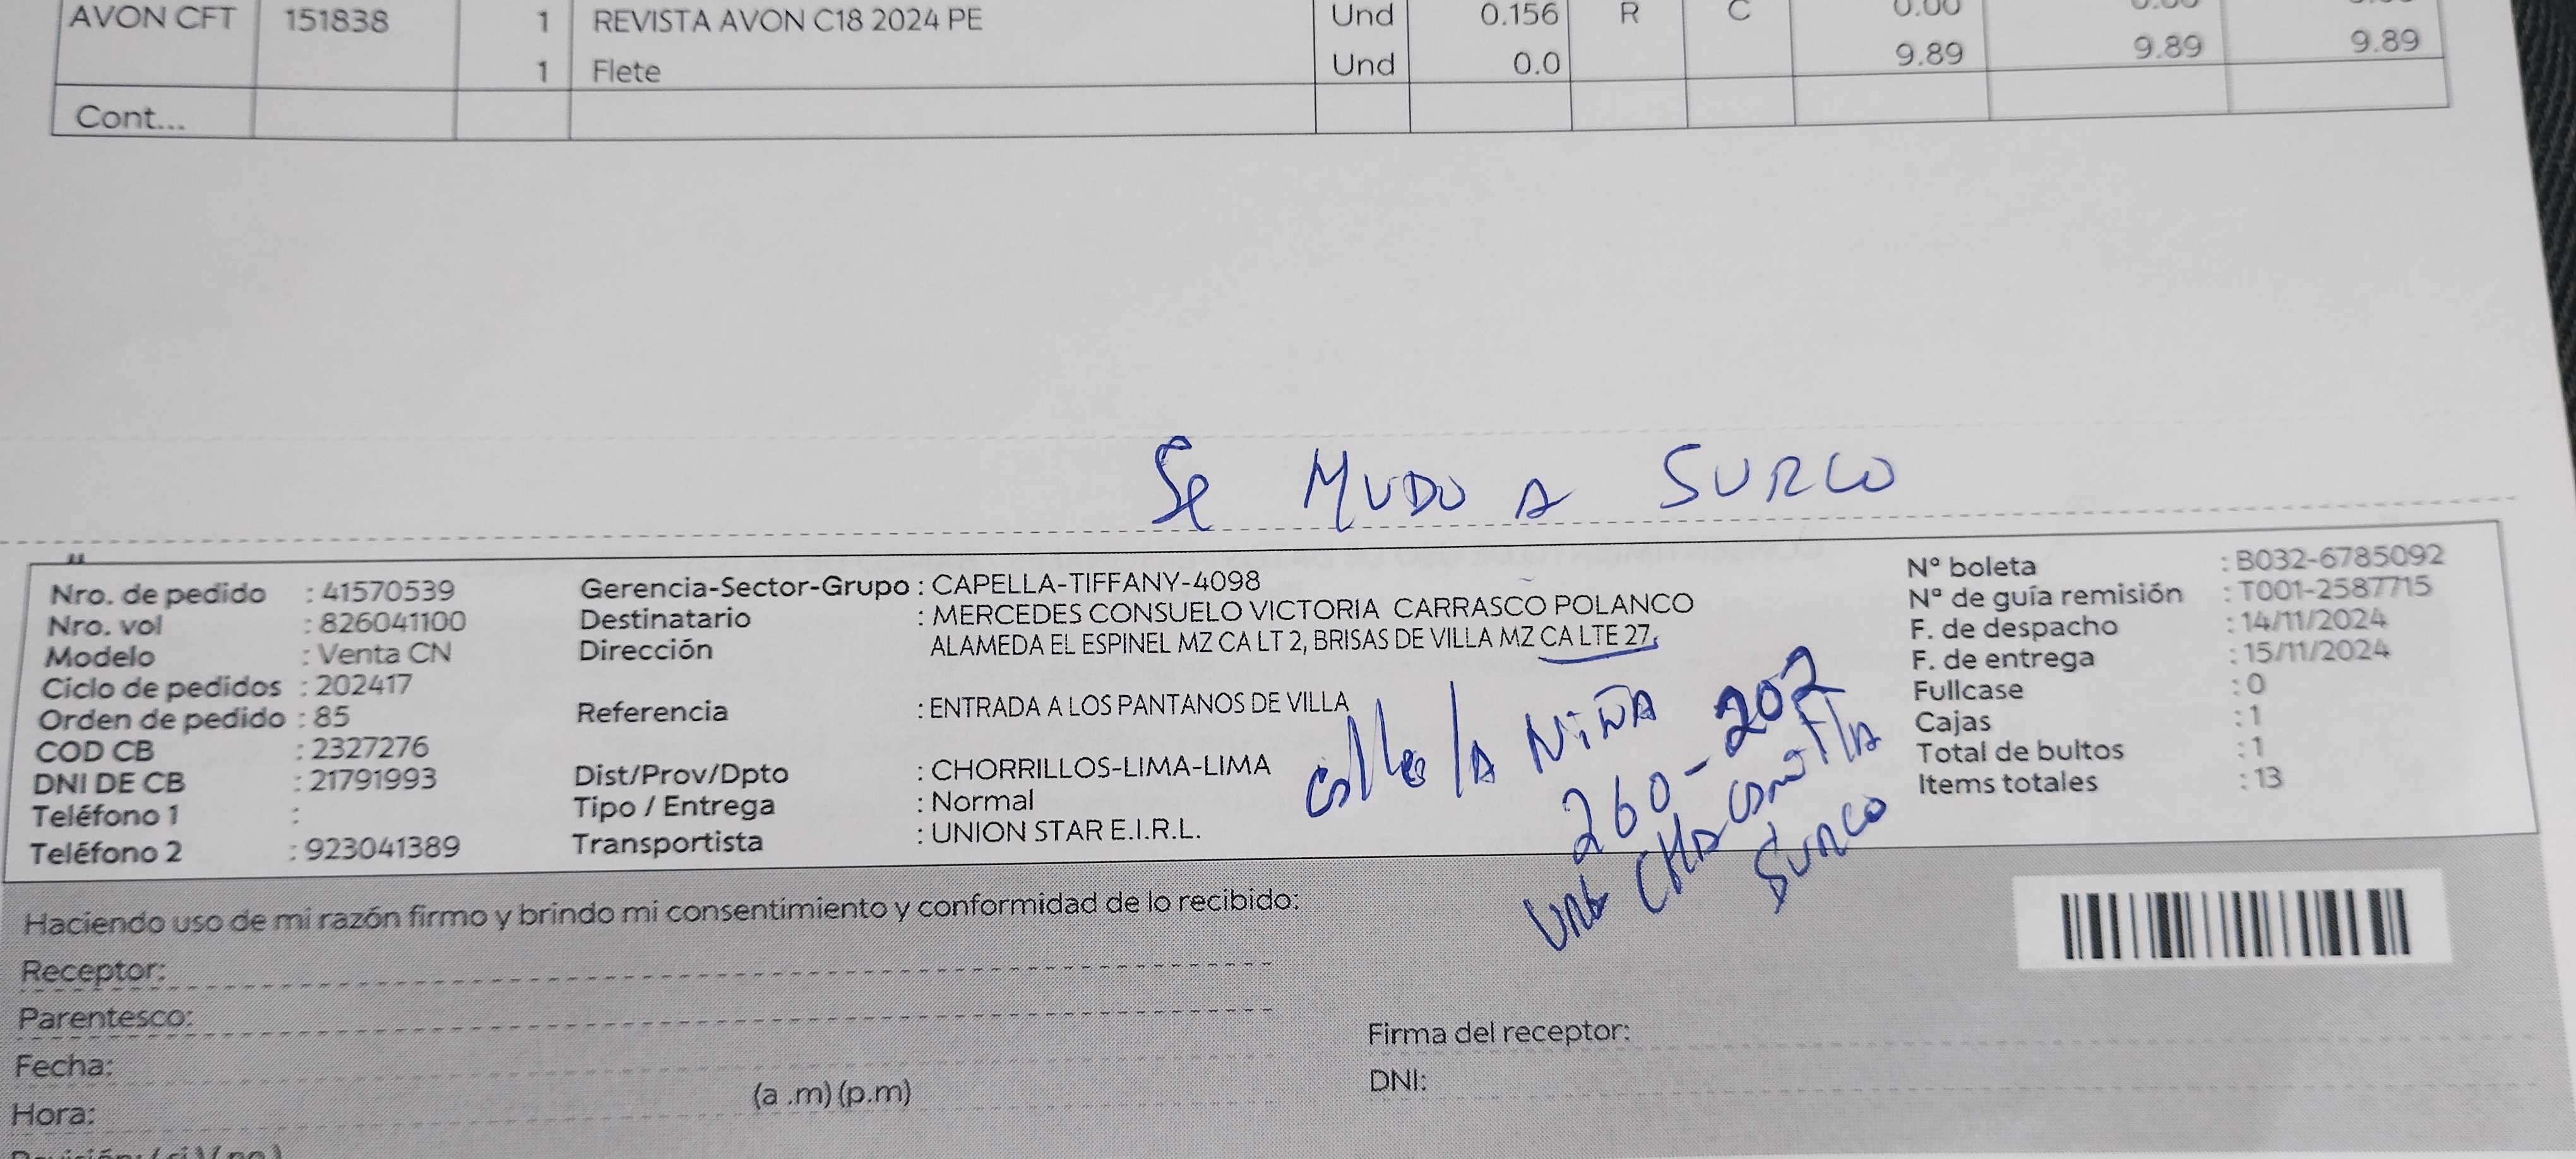 AVON CFT 151838 1 REVISTA AVON C18 2024 PE Und 0.156 R C 0.00
1 Flete Und 0.0 9.89 9.89 9.89
Cont...
Se MUDO A SURCO
Nro. de pedido : 41570539
Nro. vol : 826041100
Modelo : Venta CN
Ciclo de pedidos : 202417
Orden de pedido : 85
COD CB : 2327276
DNI DE CB : 21791993
Teléfono 1 :
Teléfono 2 : 923041389
Gerencia-Sector-Grupo : CAPELLA-TIFFANY-4098
Destinatario : MERCEDES CONSUELO VICTORIA CARRASCO POLANCO
Dirección ALAMEDA EL ESPINEL MZ CA LT 2, BRISAS DE VILLA MZ CA LTE 27,
Referencia : ENTRADA A LOS PANTANOS DE VILLA
Dist/Prov/Dpto : CHORRILLOS-LIMA-LIMA
Tipo / Entrega : Normal
Transportista : UNION STAR E.I.R.L.
calle lA NiÑA
260-202
URB CHAComillA
SURCO
N° boleta : B032-6785092
N° de guía remisión : T001-2587715
F. de despacho : 14/11/2024
F. de entrega : 15/11/2024
Fullcase : 0
Cajas : 1
Total de bultos : 1
Items totales : 13
Haciendo uso de mi razón firmo y brindo mi consentimiento y conformidad de lo recibido:
Receptor:
Parentesco:
Fecha:
Hora: (a .m) (p.m)
Firma del receptor:
DNI: